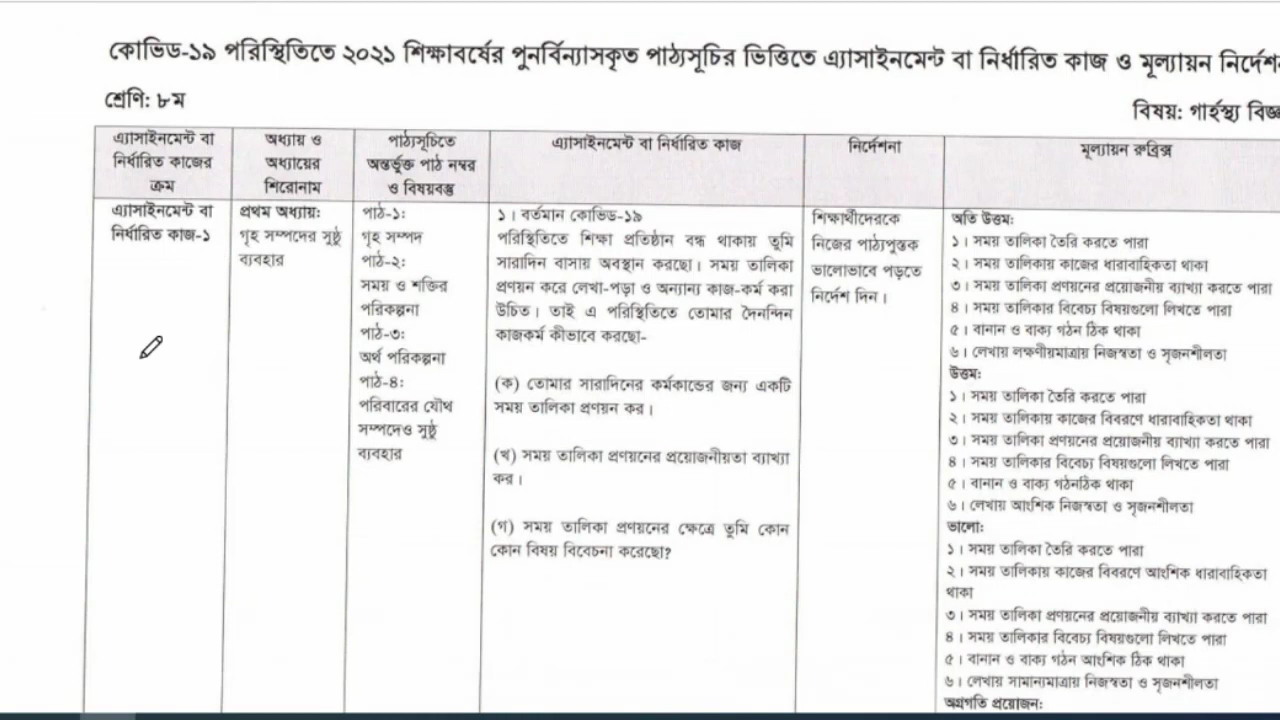 কোভিড-১৯ পরিস্থিতিতে ২০২১ শিক্ষাবর্ষের পুনর্বিন্যাসকৃত পাঠ্যসূচির ভিত্তিতে এ্যাসাইনমেন্ট বা নির্ধারিত কাজ ও মূল্যায়ন নির্দেশন
শ্রেণি: ৮ম
বিষয়: গার্হস্থ্য বিজ্ঞ
এ্যাসাইনমেন্ট বা
নির্ধারিত কাজের
ক্রম
অধ্যায় ও
অধ্যায়ের
শিরোনাম
পাঠ্যসূচিতে
অন্তর্ভুক্ত পাঠ নম্বর
ও বিষয়বস্তু
এ্যাসাইনমেন্ট বা নির্ধারিত কাজ
নির্দেশনা
মূল্যায়ন রুব্রিক্স
এ্যাসাইনমেন্ট বা
নির্ধারিত কাজ-১
প্রথম অধ্যায়:
গৃহ সম্পদের সুষ্ঠু
ব্যবহার
পাঠ-১:
গৃহ সম্পদ
পাঠ-২:
সময় ও শক্তির
পরিকল্পনা
পাঠ-৩:
অর্থ পরিকল্পনা
পাঠ-৪:
পরিবারের যৌথ
সম্পদেও সুষ্ঠু
ব্যবহার
১। বর্তমান কোভিড-১৯
পরিস্থিতিতে শিক্ষা প্রতিষ্ঠান বন্ধ থাকায় তুমি
সারাদিন বাসায় অবস্থান করছো। সময় তালিকা
প্রণয়ন করে লেখা-পড়া ও অন্যান্য কাজ-কর্ম করা
উচিত। তাই এ পরিস্থিতিতে তোমার দৈনন্দিন
কাজকর্ম কীভাবে করছো-
(ক) তোমার সারাদিনের কর্মকান্ডের জন্য একটি
সময় তালিকা প্রণয়ন কর।
(খ) সময় তালিকা প্রণয়নের প্রয়োজনীয়তা ব্যাখ্যা
কর।
(গ) সময় তালিকা প্রণয়নের ক্ষেত্রে তুমি কোন
কোন বিষয় বিবেচনা করেছো?
শিক্ষার্থীদেরকে
নিজের পাঠ্যপুস্তক
ভালোভাবে পড়তে
নির্দেশ দিন।
অতি উত্তম:
১। সময় তালিকা তৈরি করতে পারা
২। সময় তালিকায় কাজের ধারাবাহিকতা থাকা
৩। সময় তালিকা প্রণয়নের প্রয়োজনীয় ব্যাখ্যা করতে পারা
৪। সময় তালিকার বিবেচ্য বিষয়গুলো লিখতে পারা
৫। বানান ও বাক্য গঠন ঠিক থাকা
৬। লেখায় লক্ষণীয়মাত্রায় নিজস্বতা ও সৃজনশীলতা
উত্তম:
১। সময় তালিকা তৈরি করতে পারা
২। সময় তালিকায় কাজের বিবরণে ধারাবাহিকতা থাকা
৩। সময় তালিকা প্রণয়নের প্রয়োজনীয় ব্যাখ্যা করতে পারা
৪। সময় তালিকার বিবেচ্য বিষয়গুলো লিখতে পারা
৫। বানান ও বাক্য গঠনঠিক থাকা
৬। লেখায় আংশিক নিজস্বতা ও সৃজনশীলতা
ভালো:
১। সময় তালিকা তৈরি করতে পারা
২। সময় তালিকায় কাজের বিবরণে আংশিক ধারাবাহিকতা
থাকা
৩। সময় তালিকা প্রণয়নের প্রয়োজনীয় ব্যাখ্যা করতে পারা
৪। সময় তালিকার বিবেচ্য বিষয়গুলো লিখতে পারা
৫। বানান ও বাক্য গঠন আংশিক ঠিক থাকা
৬। লেখায় সামান্যমাত্রায় নিজস্বতা ও সৃজনশীলতা
অগ্রগতি প্রয়োজন: